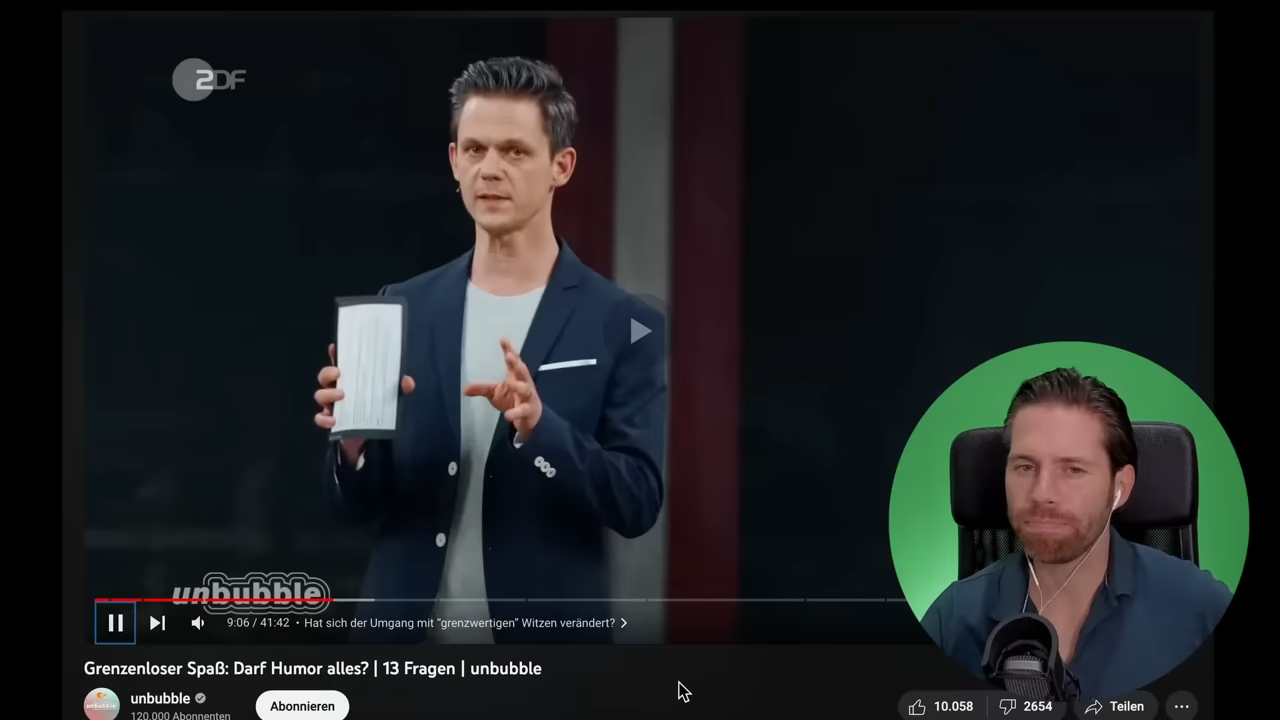 ZDF
unbubble
9:06 / 41:42 • Hat sich der Umgang mit "grenzwertigen" Witzen verändert?
Grenzenloser Spaß: Darf Humor alles? | 13 Fragen | unbubble
unbubble
Abonnieren
120.000 Abonnenten
10.058
2654
Teilen